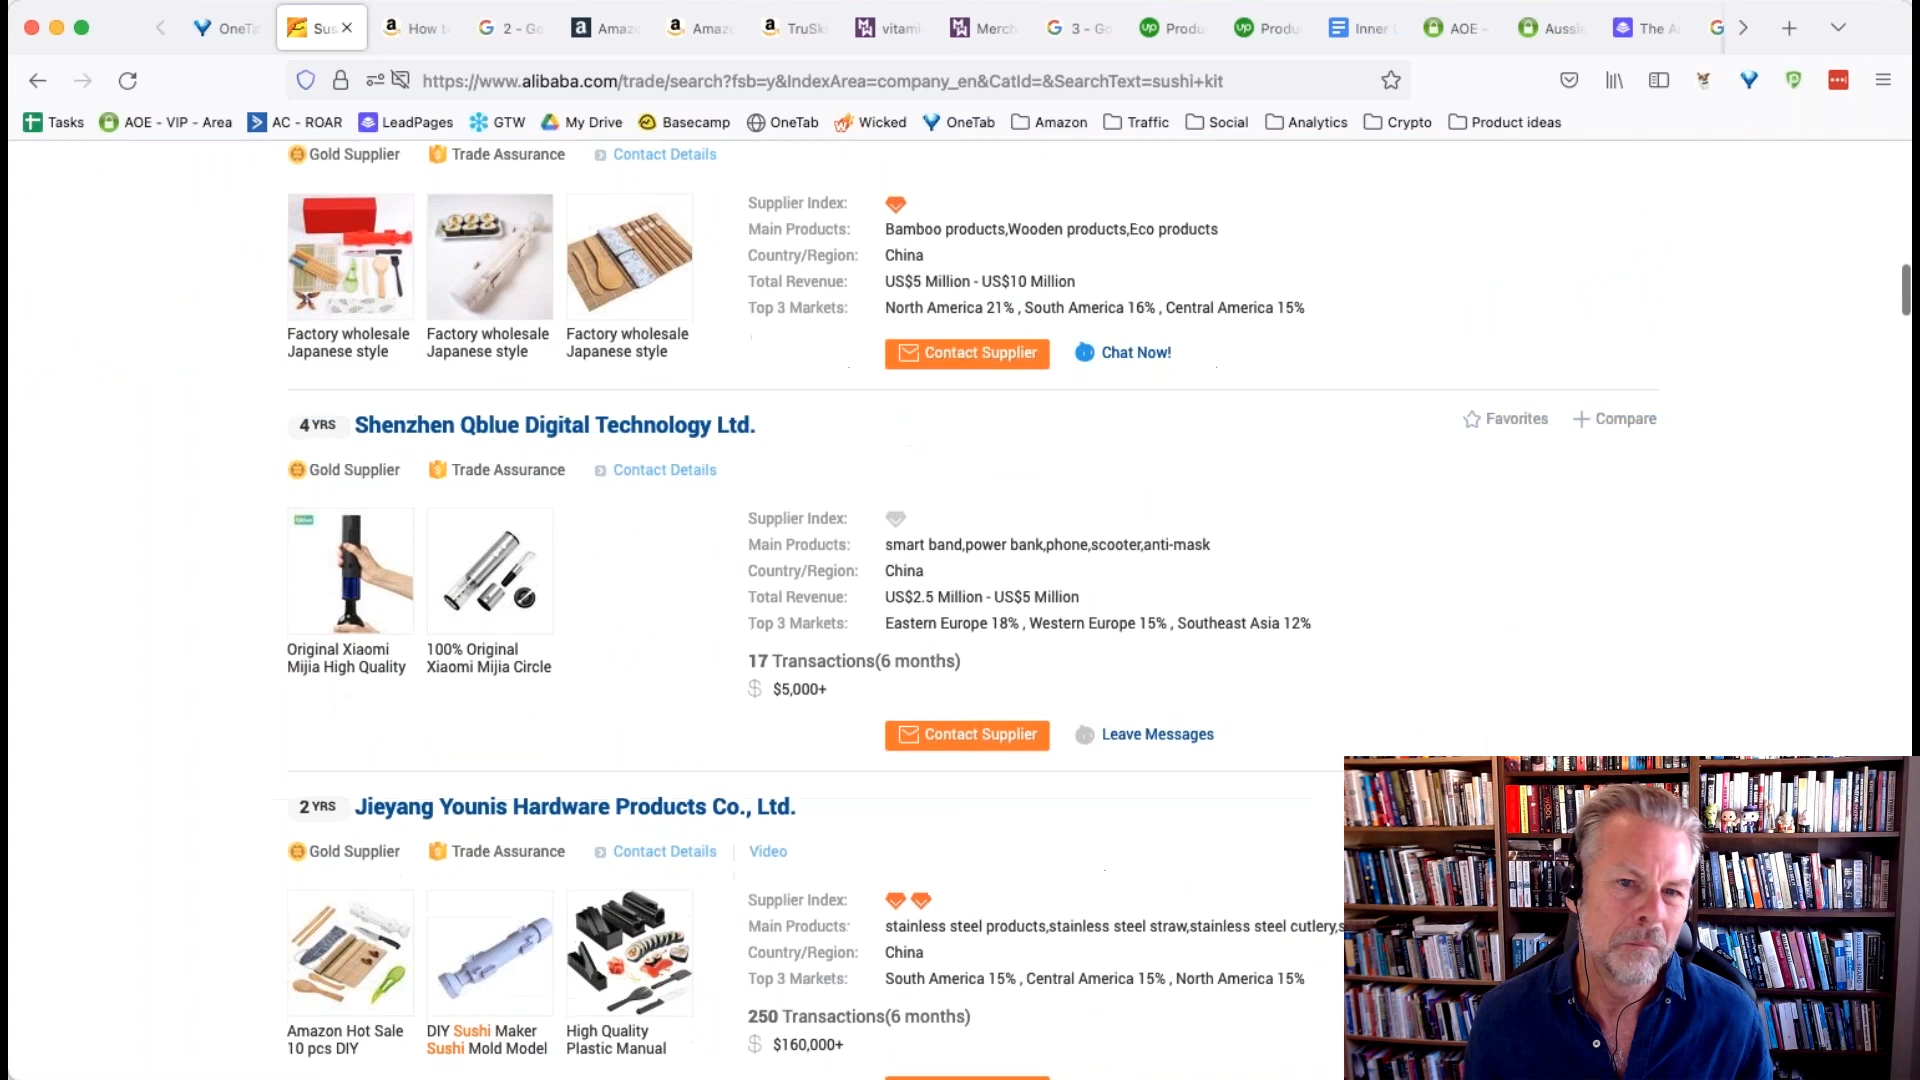 OneTa
Sus
How t
2 - Go
Amaz
Amaz
TruSki
vitami
Merch
3 - Go
Produ
Produ
Inner
AOE -
Aussie
The A
https://www.alibaba.com/trade/search?fsb=y&IndexArea=company_en&CatId=&SearchText=sushi+kit
Tasks
AOE - VIP - Area
AC - ROAR
LeadPages
GTW
My Drive
Basecamp
OneTab
Wicked
OneTab
Amazon
Traffic
Social
Analytics
Crypto
Product ideas
Gold Supplier
Trade Assurance
Contact Details
Factory wholesale
Japanese style
Factory wholesale
Japanese style
Factory wholesale
Japanese style
Supplier Index:
Main Products: Bamboo products,Wooden products,Eco products
Country/Region: China
Total Revenue: US$5 Million - US$10 Million
Top 3 Markets: North America 21% , South America 16% , Central America 15%
Contact Supplier
Chat Now!
4 YRS Shenzhen Qblue Digital Technology Ltd.
Favorites
Compare
Gold Supplier
Trade Assurance
Contact Details
Original Xiaomi
Mijia High Quality
100% Original
Xiaomi Mijia Circle
Supplier Index:
Main Products: smart band,power bank,phone,scooter,anti-mask
Country/Region: China
Total Revenue: US$2.5 Million - US$5 Million
Top 3 Markets: Eastern Europe 18% , Western Europe 15% , Southeast Asia 12%
17 Transactions(6 months)
$5,000+
Contact Supplier
Leave Messages
2 YRS Jieyang Younis Hardware Products Co., Ltd.
Gold Supplier
Trade Assurance
Contact Details
Video
Amazon Hot Sale
10 pcs DIY
DIY Sushi Maker
Sushi Mold Model
High Quality
Plastic Manual
Supplier Index:
Main Products: stainless steel products,stainless steel straw,stainless steel cutlery,s
Country/Region: China
Top 3 Markets: South America 15% , Central America 15% , North America 15%
250 Transactions(6 months)
$160,000+